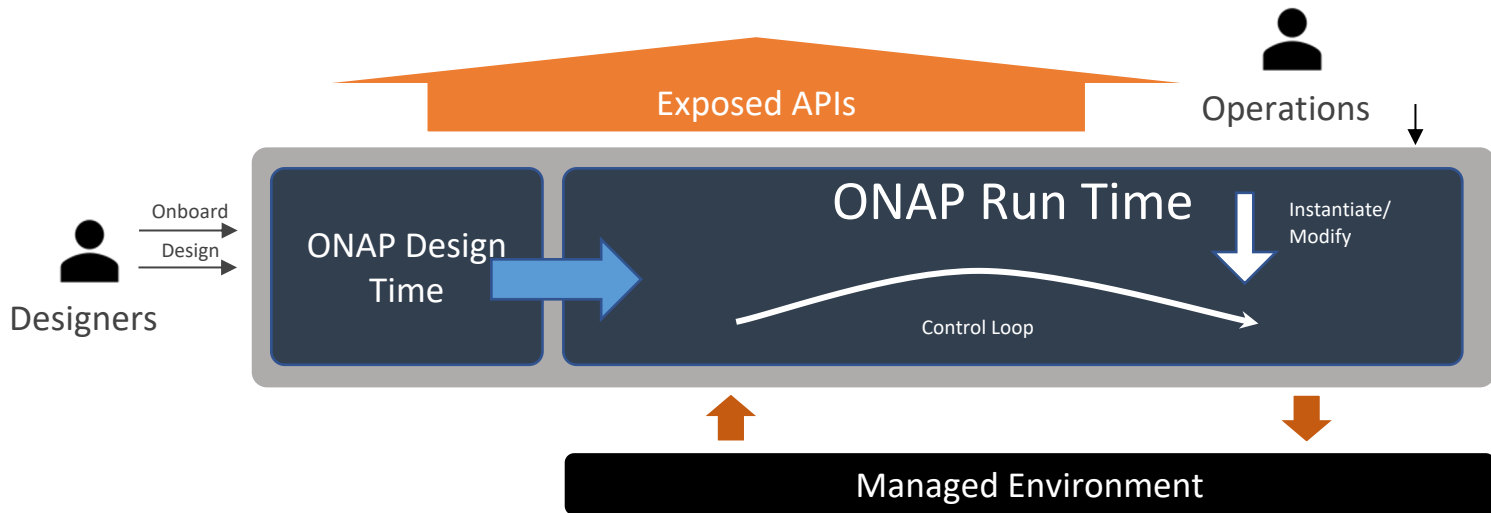 Exposed APIs
Operations
Onboard
Design
Designers
ONAP Design
Time
ONAP Run Time
Instantiate/
Modify
Control Loop
Managed Environment